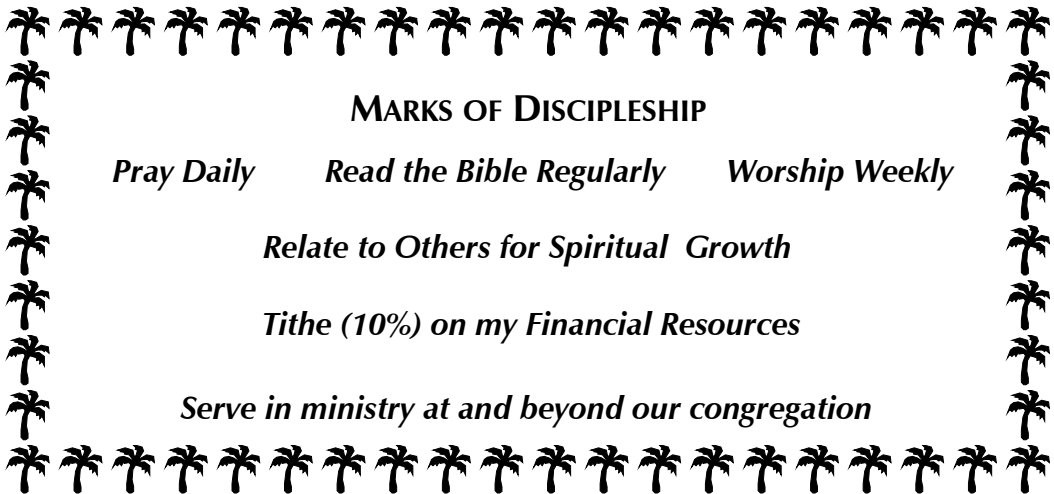 MARKS OF DISCIPLESHIP
Pray Daily Read the Bible Regularly Worship Weekly
Relate to Others for Spiritual Growth
Tithe (10%) on my Financial Resources
Serve in ministry at and beyond our congregation